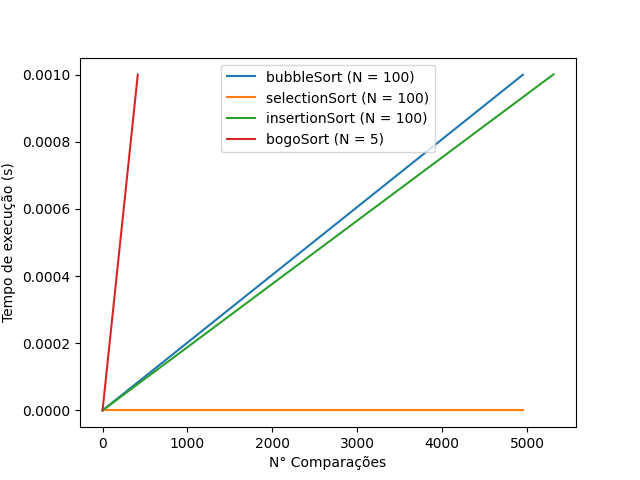 bubbleSort (N = 100)
selectionSort (N = 100)
insertionSort (N = 100)
bogoSort (N = 5)
0.0010
0.0008
0.0006
0.0004
0.0002
0.0000
Tempo de execução (s)
0
1000
2000
3000
4000
5000
N° Comparações